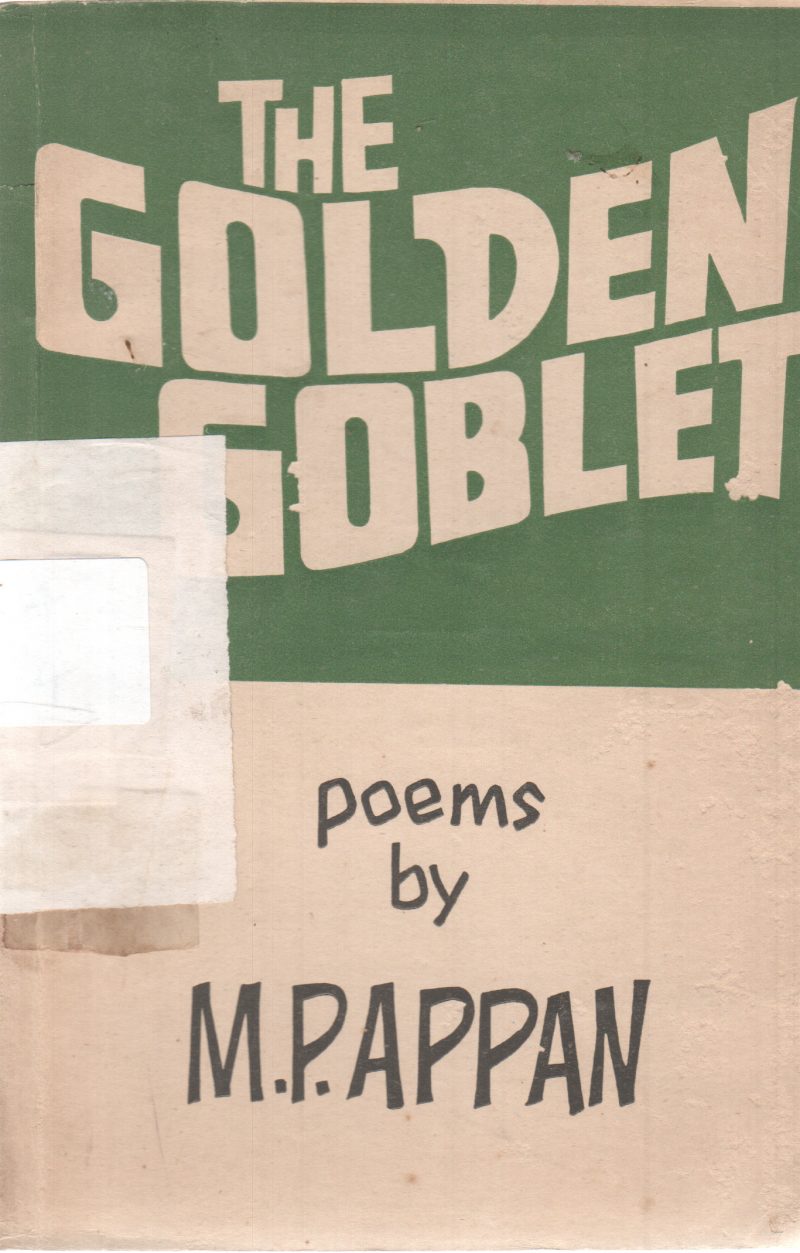 THE
GOLDEN
GOBLET
poems
by
M.P. APPAN